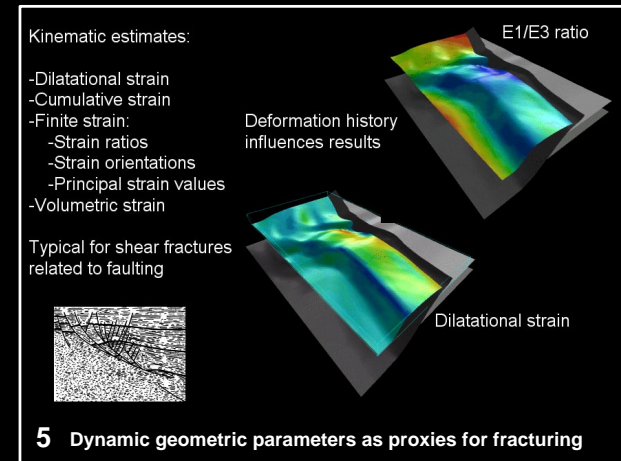 Kinematic estimates:
-Dilatational strain
-Cumulative strain
-Finite strain:
-Strain ratios
-Strain orientations
-Principal strain values
-Volumetric strain
Typical for shear fractures
related to faulting
Deformation history
influences results
E1/E3 ratio
Dilatational strain
5 Dynamic geometric parameters as proxies for fracturing